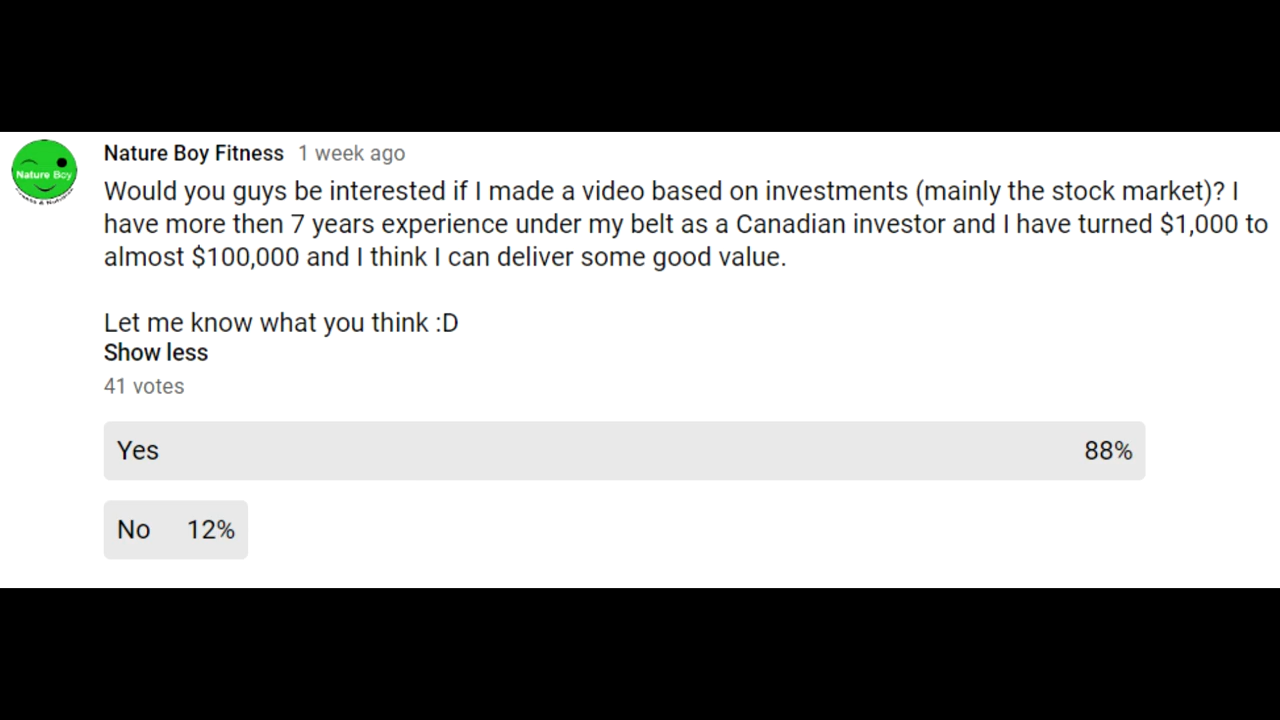 Nature Boy Fitness 1 week ago
Would you guys be interested if I made a video based on investments (mainly the stock market)? I
have more then 7 years experience under my belt as a Canadian investor and I have turned $1,000 to
almost $100,000 and I think I can deliver some good value.
Let me know what you think :D
Show less
41 votes
Yes 88%
No 12%
Nature Boy